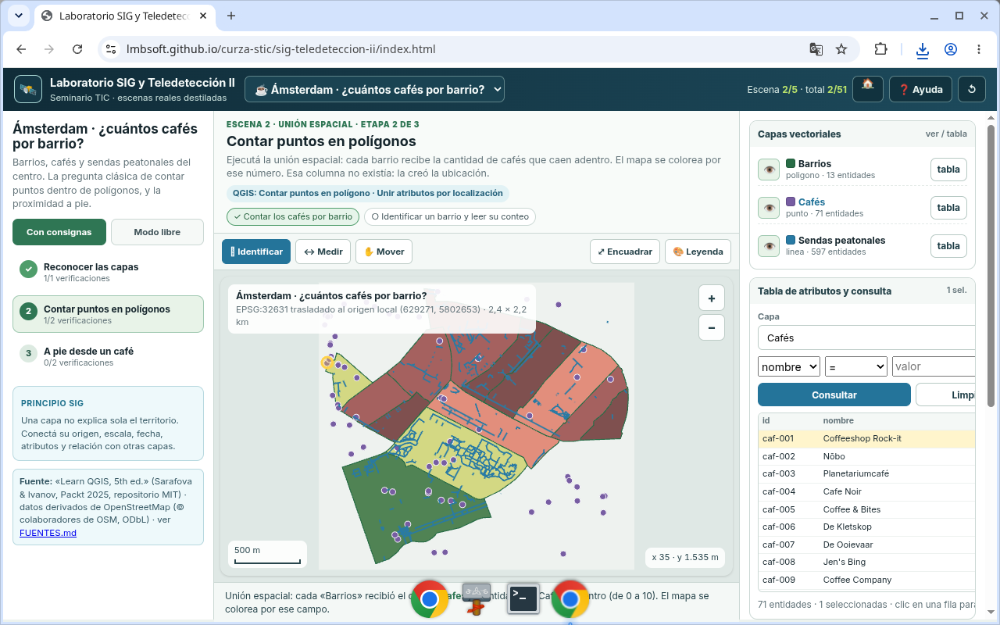 Laboratorio SIG y Teledetecc
lmbsoft.github.io/curza-stic/sig-teledeteccion-ii/index.html
Laboratorio SIG y Teledetección II
Seminario TIC · escenas reales destiladas
☕ Ámsterdam · ¿cuántos cafés por barrio?
Escena 2/5 · total 2/51
❓ Ayuda
↺
Ámsterdam · ¿cuántos cafés
por barrio?
Barrios, cafés y sendas peatonales del
centro. La pregunta clásica de contar
puntos dentro de polígonos, y la
proximidad a pie.
Con consignas
Modo libre
✓ Reconocer las capas
1/1 verificaciones
2 Contar puntos en polígonos
1/2 verificaciones
3 A pie desde un café
0/2 verificaciones
PRINCIPIO SIG
Una capa no explica sola el territorio.
Conectá su origen, escala, fecha,
atributos y relación con otras capas.
Fuente: «Learn QGIS, 5th ed.» (Sarafova
& Ivanov, Packt 2025, repositorio MIT) ·
datos derivados de OpenStreetMap (©
colaboradores de OSM, ODbL) · ver
FUENTES.md
ESCENA 2 · UNIÓN ESPACIAL · ETAPA 2 DE 3
Contar puntos en polígonos
Ejecutá la unión espacial: cada barrio recibe la cantidad de cafés que caen adentro. El mapa se colorea por
ese número. Esa columna no existía: la creó la ubicación.
QGIS: Contar puntos en polígono · Unir atributos por localización
✓ Contar los cafés por barrio
○ Identificar un barrio y leer su conteo
Identificar
↔ Medir
✋ Mover
⤢ Encuadrar
🎨 Leyenda
Ámsterdam · ¿cuántos cafés por barrio?
EPSG:32631 trasladado al origen local (629271, 5802653) · 2,4 × 2,2
km
+
−
500 m
x 35 · y 1.535 m
Unión espacial: cada «Barrios» recibió el
ntro (de 0 a 10). El mapa se
colorea por ese campo.
Capas vectoriales
ver / tabla
Barrios
poligono · 13 entidades
tabla
Cafés
punto · 71 entidades
tabla
Sendas peatonales
linea · 597 entidades
tabla
Tabla de atributos y consulta
1 sel.
Capa
Cafés
nombre
=
valor
Consultar
Limpi
id nombre
caf-001 Coffeeshop Rock-it
caf-002 Nōbo
caf-003 Planetariumcafé
caf-004 Cafe Noir
caf-005 Coffee & Bites
caf-006 De Kletskop
caf-007 De Ooievaar
caf-008 Jen's Bing
caf-009 Coffee Company
71 entidades · 1 seleccionadas · clic en una fila para